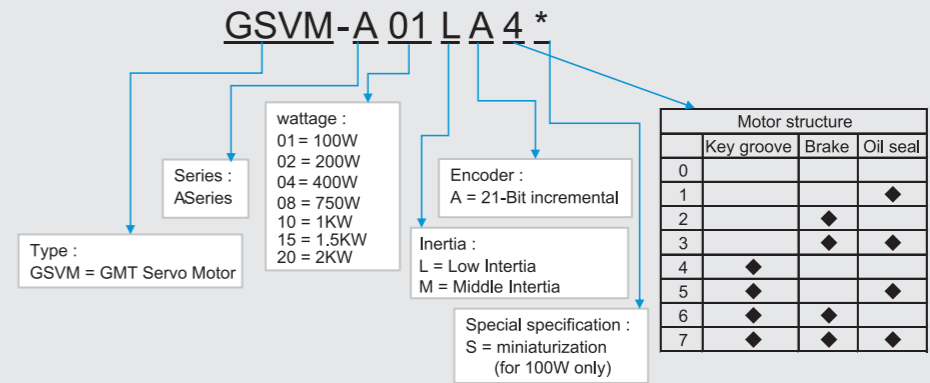 GSVM-A 01 L A 4 *
wattage :
01 = 100W
02 = 200W
04 = 400W
08 = 750W
10 = 1KW
15 = 1.5KW
20 = 2KW
Series :
ASeries
Type :
GSVM = GMT Servo Motor
Encoder :
A = 21-Bit incremental
Inertia :
L = Low Intertia
M = Middle Intertia
Special specification :
S = miniaturization
(for 100W only)
Motor structure
Key groove Brake Oil seal
0
1 ◆
2 ◆
3 ◆ ◆
4 ◆
5 ◆ ◆
6 ◆ ◆
7 ◆ ◆ ◆